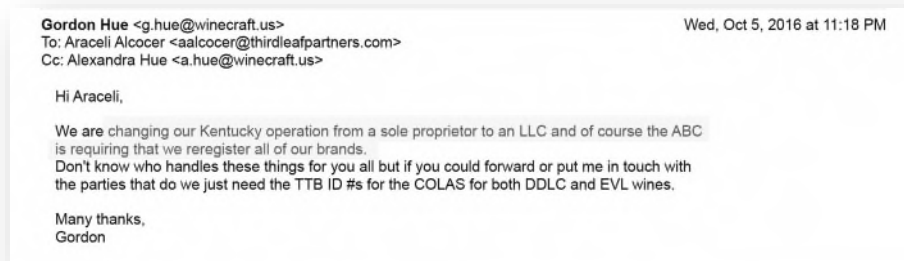 Gordon Hue <g.hue@winecraft.us> Wed, Oct 5, 2016 at 11:18 PM
To: Araceli Alcocer <aalcocer@thirdleafpartners.com>
Cc: Alexandra Hue <a.hue@winecraft.us>
Hi Araceli,
We are changing our Kentucky operation from a sole proprietor to an LLC and of course the ABC
is requiring that we reregister all of our brands.
Don't know who handles these things for you all but if you could forward or put me in touch with
the parties that do we just need the TTB ID #s for the COLAS for both DDLC and EVL wines.
Many thanks,
Gordon